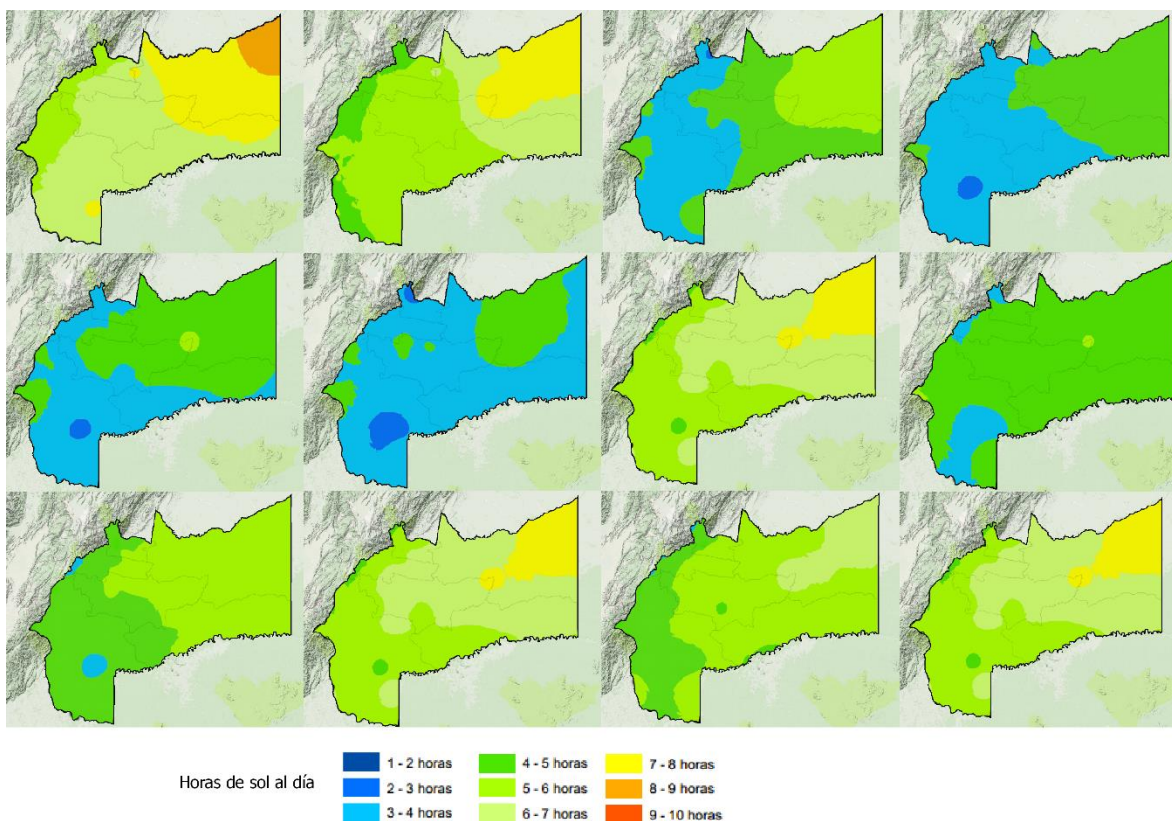 Horas de sol al día
1 - 2 horas
2 - 3 horas
3 - 4 horas
4 - 5 horas
5 - 6 horas
6 - 7 horas
7 - 8 horas
8 - 9 horas
9 - 10 horas